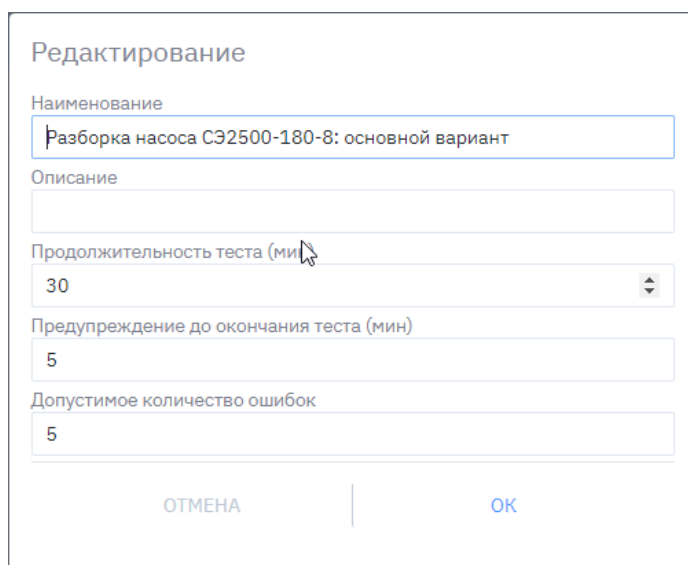 Редактирование
Наименование
Разборка насоса СЭ2500-180-8: основной вариант
Описание
Продолжительность теста (мин)
30
Предупреждение до окончания теста (мин)
5
Допустимое количество ошибок
5
ОТМЕНА
ОК